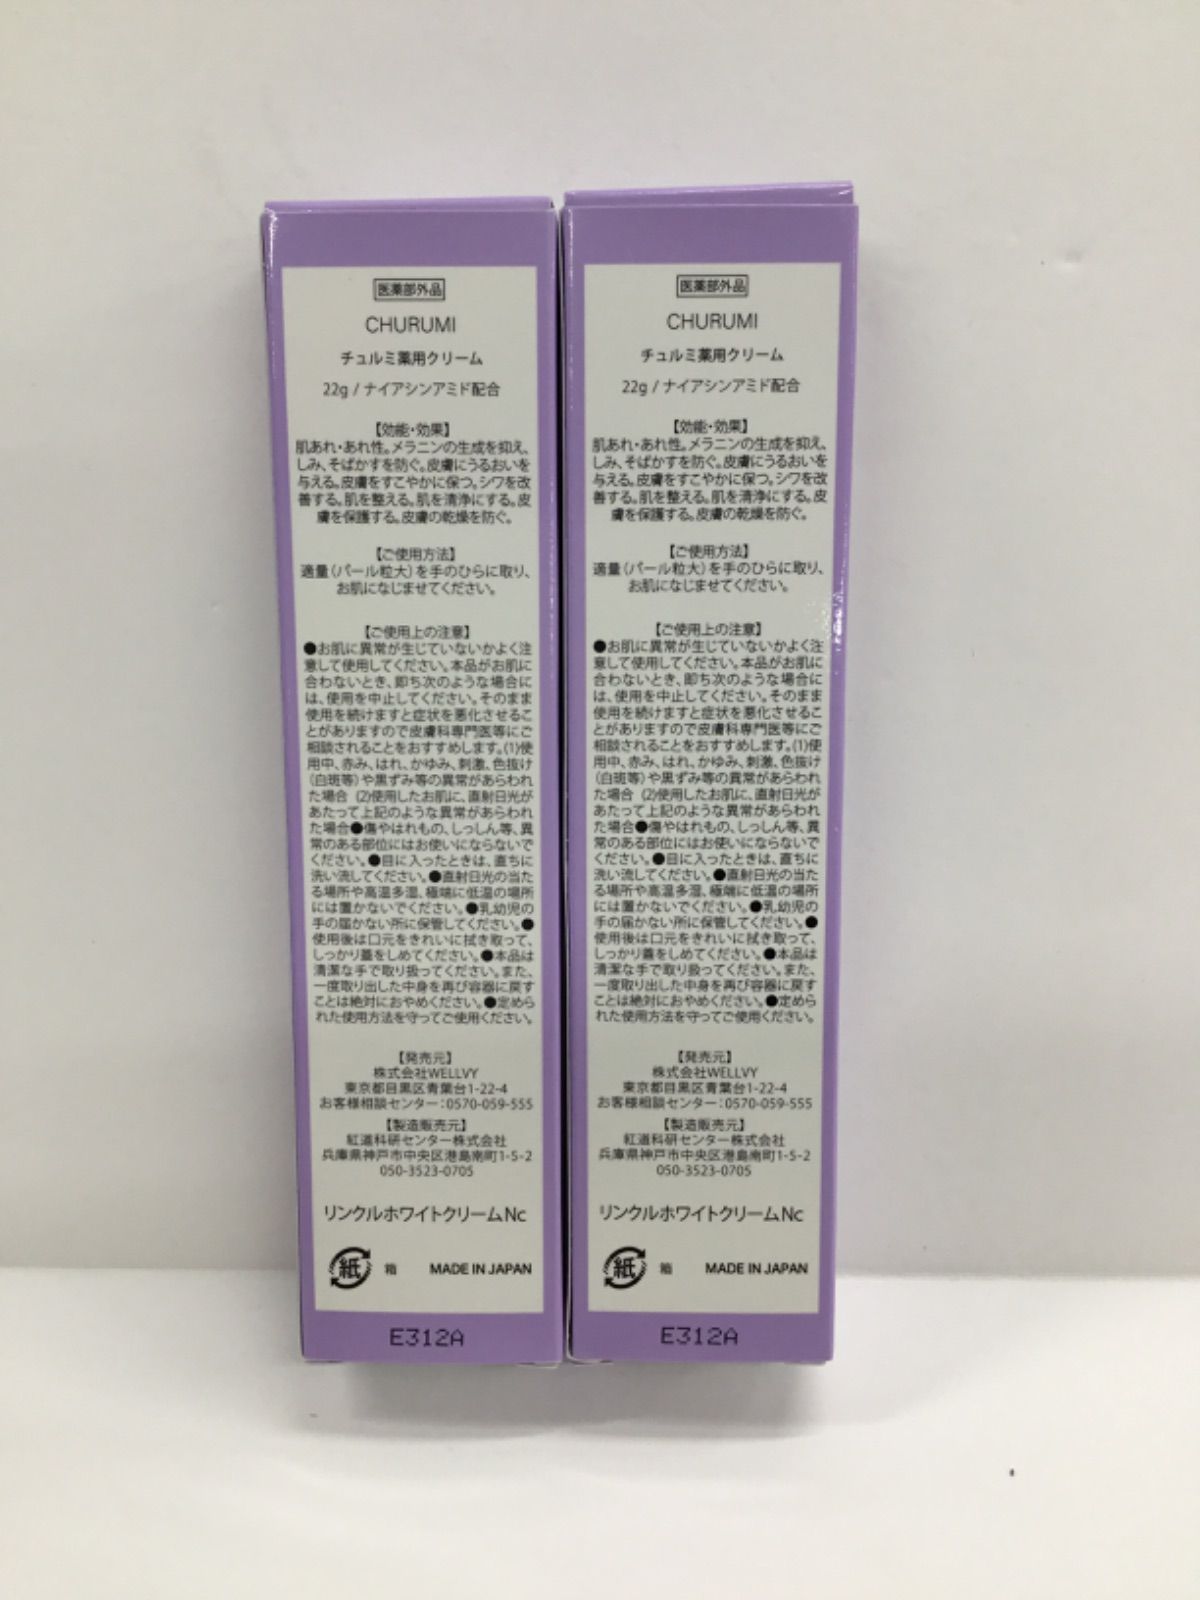 医薬部外品
CHURUMI
チュルミ薬用クリーム
22g / ナイアシンアミド配合
【効能・効果】
肌あれ・あれ性。メラニンの生成を抑え、
しみ、そばかすを防ぐ。皮膚にうるおいを
与える。皮膚をすこやかに保つ。シワを改
善する。肌を整える。肌を清浄にする。皮
膚を保護する。皮膚の乾燥を防ぐ。
【ご使用方法】
適量（パール粒大）を手のひらに取り、
お肌になじませてください。
【ご使用上の注意】
●お肌に異常が生じていないかよく注
意して使用してください。本品がお肌に
合わないとき、即ち次のような場合に
は、使用を中止してください。そのまま
使用を続けますと症状を悪化させるこ
とがありますので皮膚科専門医等にご
相談されることをおすすめします。(1)使
用中、赤み、はれ、かゆみ、刺激、色抜け
（白斑等）や黒ずみ等の異常があらわれ
た場合 (2)使用したお肌に、直射日光が
あたって上記のような異常があらわれ
た場合●傷やはれもの、しっしん等、異
常のある部位にはお使いにならないで
ください。●目に入ったときは、直ちに
洗い流してください。●直射日光の当た
る場所や高温多湿、極端に低温の場所
には置かないでください。●乳幼児の
手の届かない所に保管してください。●
使用後は口元をきれいに拭き取って、
しっかり蓋をしめてください。●本品は
清潔な手で取り扱ってください。また、
一度取り出した中身を再び容器に戻す
ことは絶対におやめください。●定めら
れた使用方法を守ってご使用ください。
【発売元】
株式会社WELLVY
東京都目黒区青葉台1-22-4
お客様相談センター：0570-059-555
【製造販売元】
紅道科研センター株式会社
兵庫県神戸市中央区港島南町1-5-2
050-3523-0705
リンクルホワイトクリームNc
紙 箱 MADE IN JAPAN
E312A
医薬部外品
CHURUMI
チュルミ薬用クリーム
22g / ナイアシンアミド配合
【効能・効果】
肌あれ・あれ性。メラニンの生成を抑え、
しみ、そばかすを防ぐ。皮膚にうるおいを
与える。皮膚をすこやかに保つ。シワを改
善する。肌を整える。肌を清浄にする。皮
膚を保護する。皮膚の乾燥を防ぐ。
【ご使用方法】
適量（パール粒大）を手のひらに取り、
お肌になじませてください。
【ご使用上の注意】
●お肌に異常が生じていないかよく注
意して使用してください。本品がお肌に
合わないとき、即ち次のような場合に
は、使用を中止してください。そのまま
使用を続けますと症状を悪化させるこ
とがありますので皮膚科専門医等にご
相談されることをおすすめします。(1)使
用中、赤み、はれ、かゆみ、刺激、色抜け
（白斑等）や黒ずみ等の異常があらわれ
た場合 (2)使用したお肌に、直射日光が
あたって上記のような異常があらわれ
た場合●傷やはれもの、しっしん等、異
常のある部位にはお使いにならないで
ください。●目に入ったときは、直ちに
洗い流してください。●直射日光の当た
る場所や高温多湿、極端に低温の場所
には置かないでください。●乳幼児の
手の届かない所に保管してください。●
使用後は口元をきれいに拭き取って、
しっかり蓋をしめてください。●本品は
清潔な手で取り扱ってください。また、
一度取り出した中身を再び容器に戻す
ことは絶対におやめください。●定めら
れた使用方法を守ってご使用ください。
【発売元】
株式会社WELLVY
東京都目黒区青葉台1-22-4
お客様相談センター：0570-059-555
【製造販売元】
紅道科研センター株式会社
兵庫県神戸市中央区港島南町1-5-2
050-3523-0705
リンクルホワイトクリームNc
紙 箱 MADE IN JAPAN
E312A